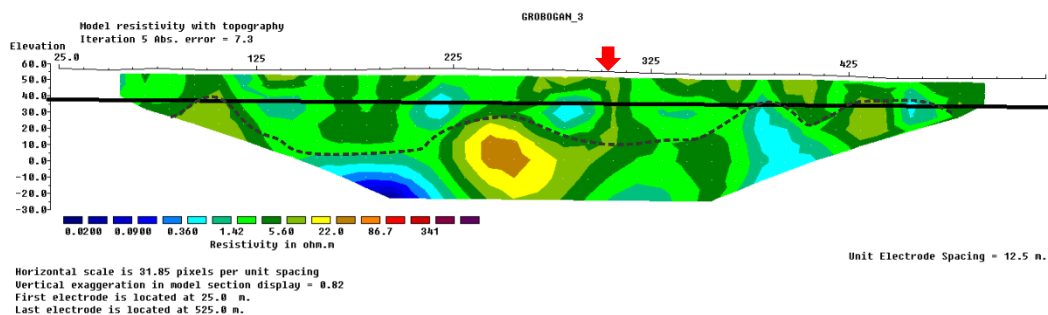 GROBOGAN_3
Model resistivity with topography
Iteration 5 Abs. error = 7.3
Elevation
25.0 125 225 325 425
60.0
50.0
40.0
30.0
20.0
10.0
0.0
-10.0
-20.0
-30.0
0.0200 0.0900 0.360 1.42 5.60 22.0 86.7 341
Resistivity in ohm.m
Unit Electrode Spacing = 12.5 m.
Horizontal scale is 31.85 pixels per unit spacing
Vertical exaggeration in model section display = 0.82
First electrode is located at 25.0 m.
Last electrode is located at 525.0 m.